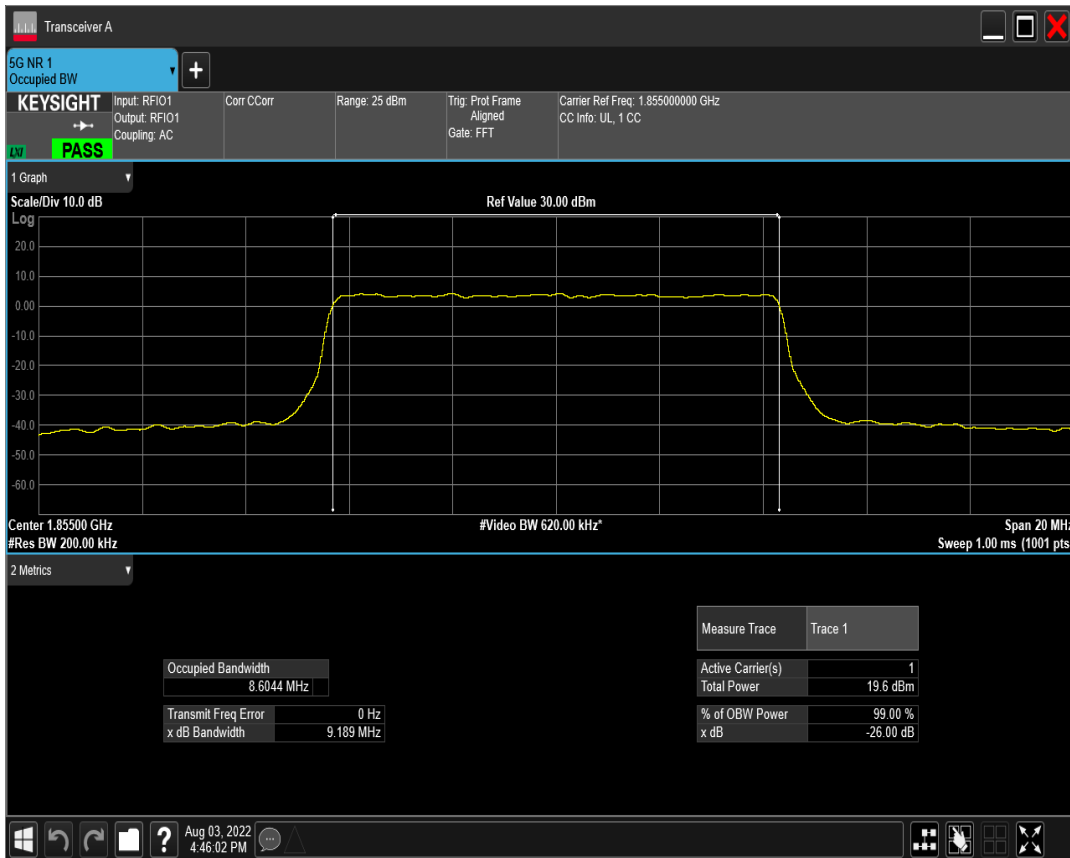 Transceiver A
5G NR 1
Occupied BW
+
KEYSIGHT
LXI
PASS
Input: RFIO1
Output: RFIO1
Coupling: AC
Corr CCorr
Range: 25 dBm
Trig: Prot Frame
Aligned
Gate: FFT
Carrier Ref Freq: 1.855000000 GHz
CC Info: UL, 1 CC
1 Graph
Scale/Div 10.0 dB
Ref Value 30.00 dBm
Log
20.0
10.0
0.00
-10.0
-20.0
-30.0
-40.0
-50.0
-60.0
Center 1.85500 GHz
#Video BW 620.00 kHz*
Span 20 MHz
#Res BW 200.00 kHz
Sweep 1.00 ms (1001 pts
2 Metrics
Measure Trace Trace 1
Occupied Bandwidth
8.6044 MHz
Active Carrier(s) 1
Total Power 19.6 dBm
Transmit Freq Error 0 Hz
x dB Bandwidth 9.189 MHz
% of OBW Power 99.00 %
x dB -26.00 dB
?
Aug 03, 2022
4:46:02 PM